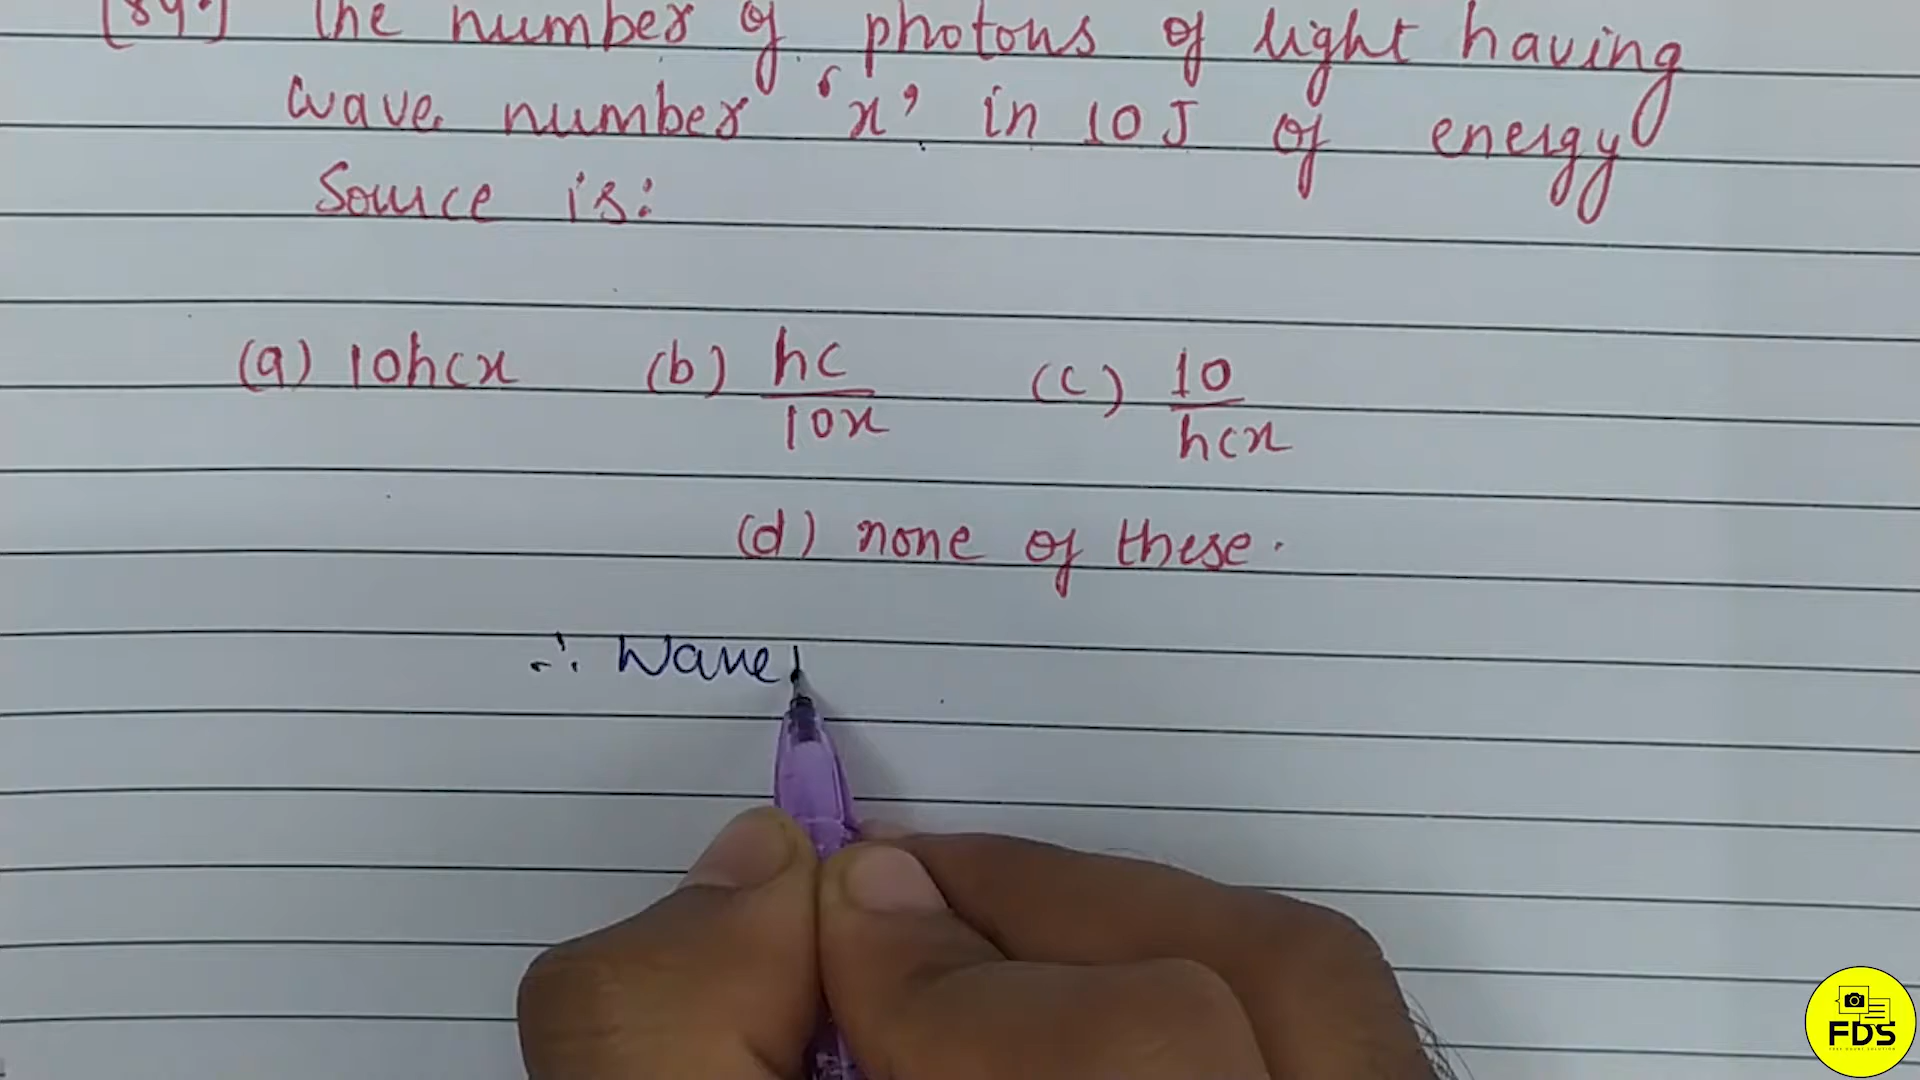 [84.] The number of photons of light having
wave number 'x' in 10 J of energy
Source is:
(a) 10hcx (b) hc/10x (c) 10/hcx
(d) none of these.
∴ Wave
FDS